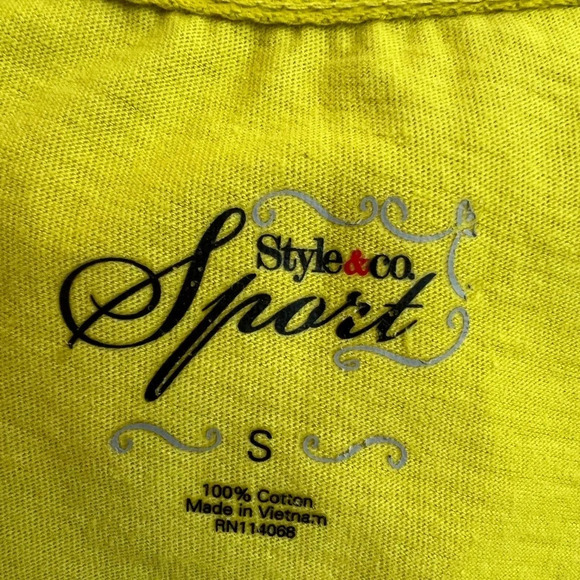 Style&co.
Sport
S
100% Cotton
Made in Vietnam
RN114068